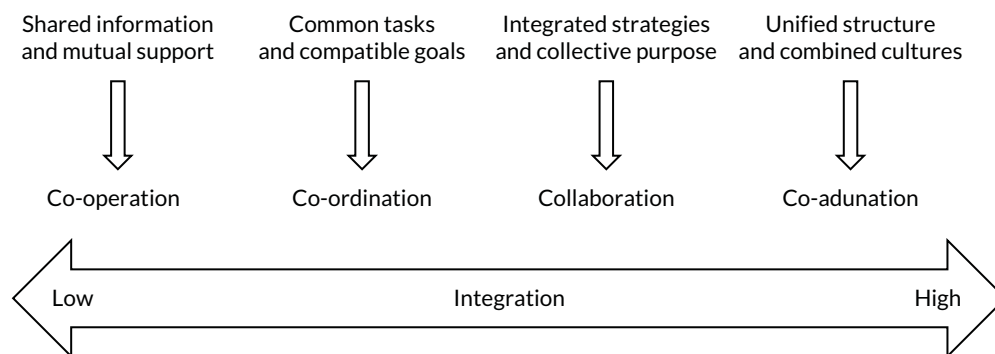 Shared information
and mutual support
Common tasks
and compatible goals
Integrated strategies
and collective purpose
Unified structure
and combined cultures
Co-operation
Co-ordination
Collaboration
Co-adunation
Low
Integration
High